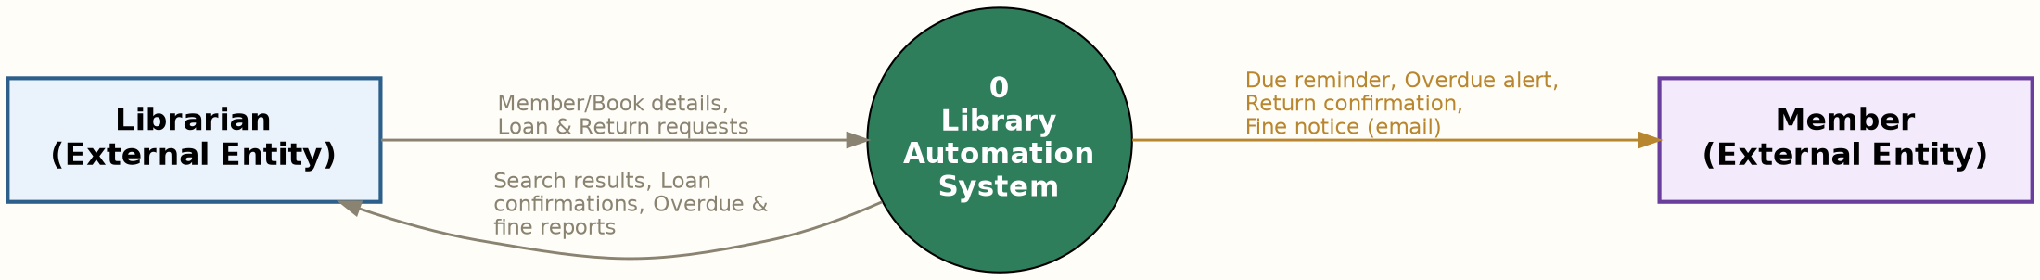 Librarian
(External Entity)
Member/Book details,
Loan & Return requests
Search results, Loan
confirmations, Overdue &
fine reports
0
Library
Automation
System
Due reminder, Overdue alert,
Return confirmation,
Fine notice (email)
Member
(External Entity)